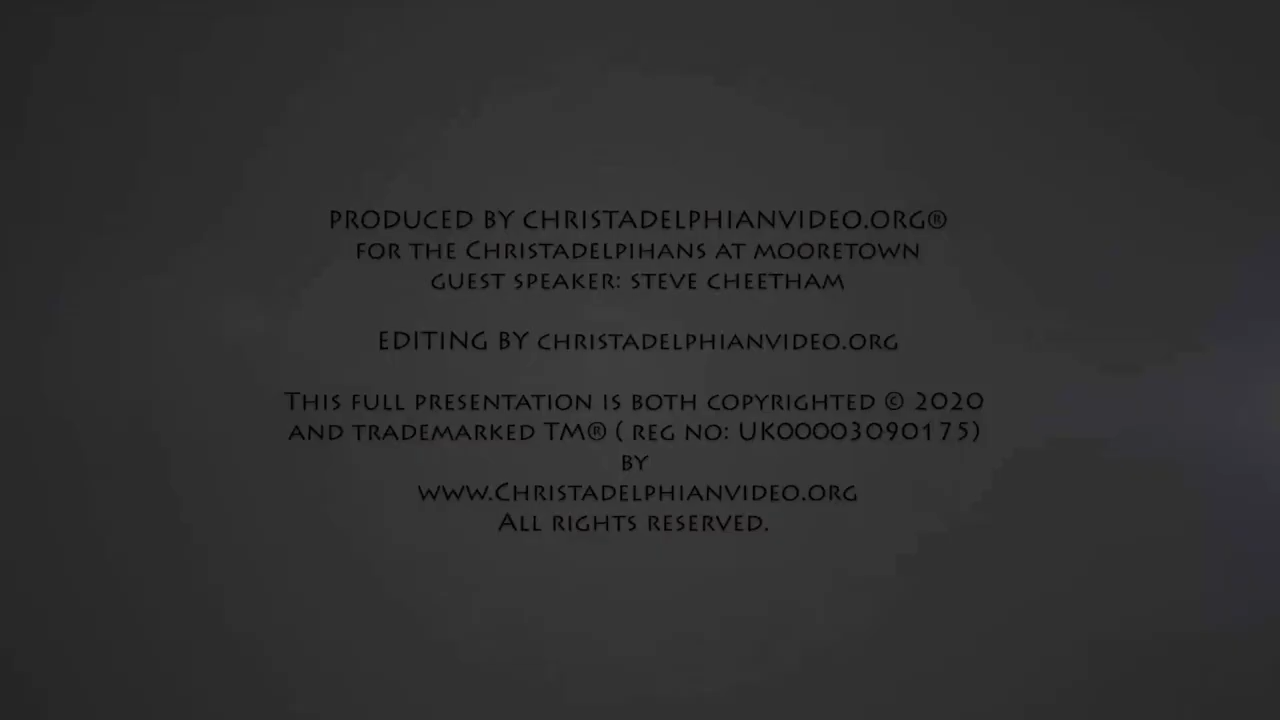 PRODUCED BY CHRISTADELPHIANVIDEO.ORG®
FOR THE CHRISTADELPIHANS AT MOORETOWN
GUEST SPEAKER: STEVE CHEETHAM
EDITING BY CHRISTADELPHIANVIDEO.ORG
THIS FULL PRESENTATION IS BOTH COPYRIGHTED © 2020
AND TRADEMARKED TM® ( REG NO: UK00003090175)
BY
WWW.CHRISTADELPHIANVIDEO.ORG
ALL RIGHTS RESERVED.